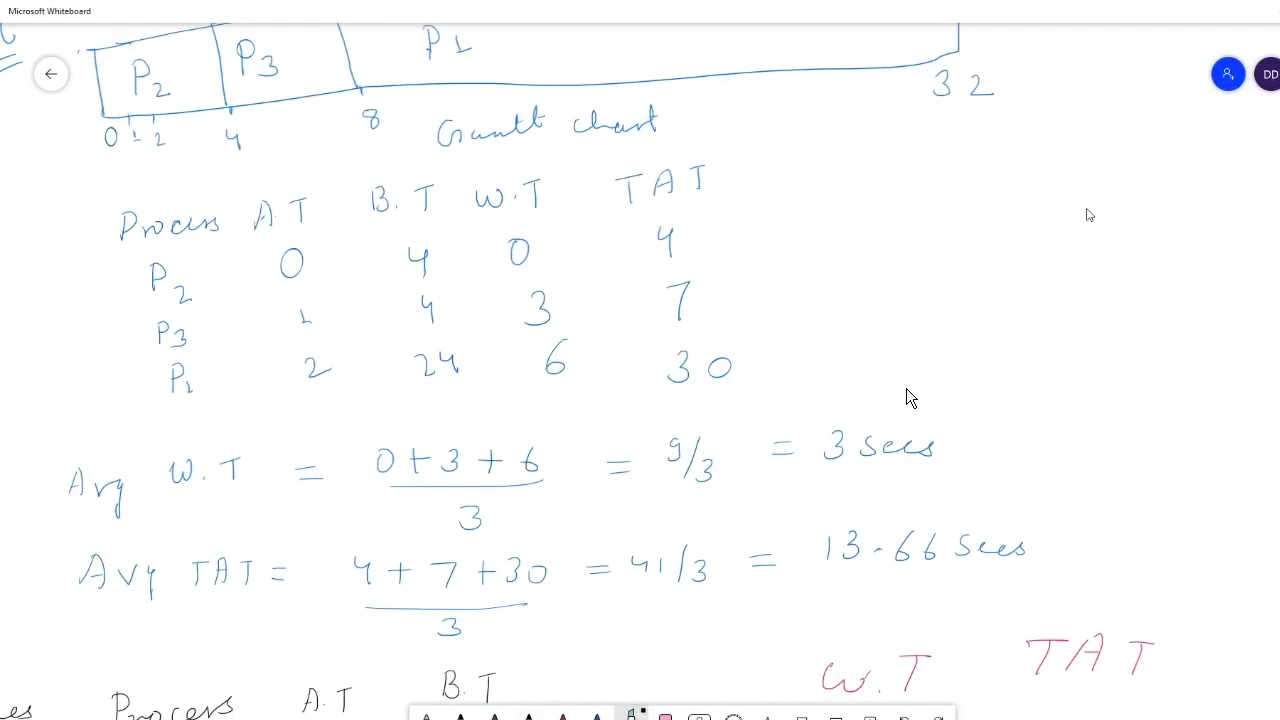 Microsoft Whiteboard
P2 P3 P1
0 1 2 4 8 32
DD
Gantt chart
Process A.T B.T W.T TAT
P2 0 4 0 4
P3 1 4 3 7
P1 2 24 6 30
Avg W.T = 0+3+6 = 9/3 = 3 secs
3
Avg TAT = 4+7+30 = 41/3 = 13.66 secs
3
W.T TAT
Process A.T B.T